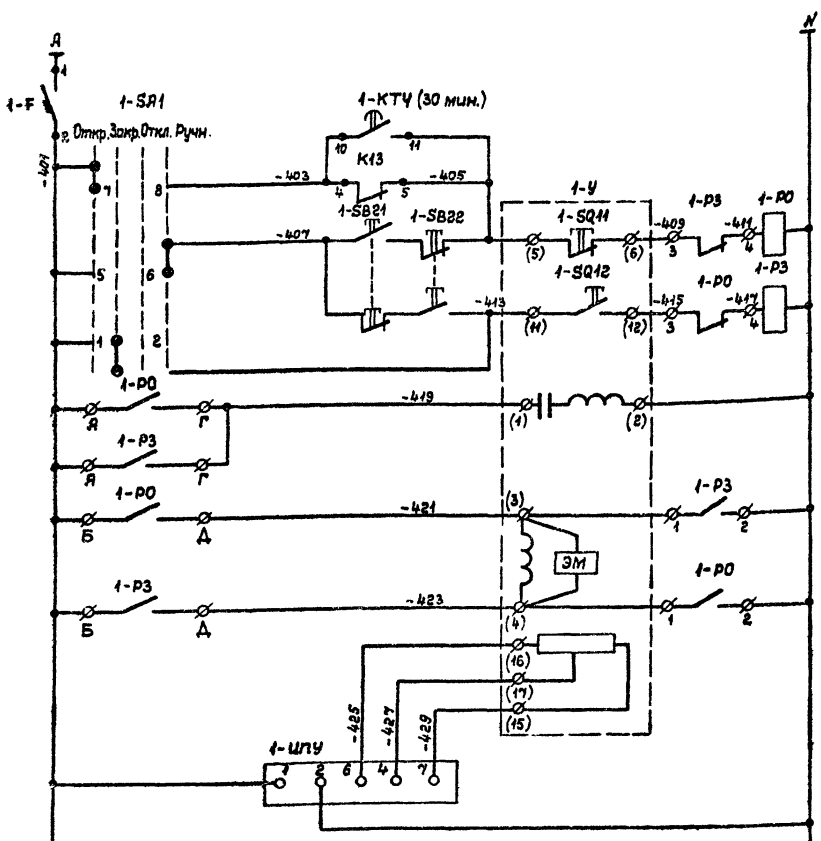 А
N
1
1-F
2
-401
1-SA1
Откр. Закр. Откл. Ручн.
7
8
5
6
1
2
1-КТУ (30 мин.)
10
11
К13
-403
4
5
-405
1-SB21
1-SB22
-407
-413
1-У
1-SQ11
(5)
(6)
1-SQ12
(11)
(12)
1-РЗ
1-РО
-409
-411
3
4
1-РО
1-РЗ
-415
-417
3
4
1-РО
Я
Г
-419
(1)
(2)
1-РЗ
Я
Г
1-РО
Б
Д
-421
(3)
1-РЗ
1
2
ЭМ
1-РЗ
Б
Д
-423
(4)
1-РО
1
2
(16)
(17)
(15)
-425
-427
-429
1-ИПУ
1
2
6
4
7